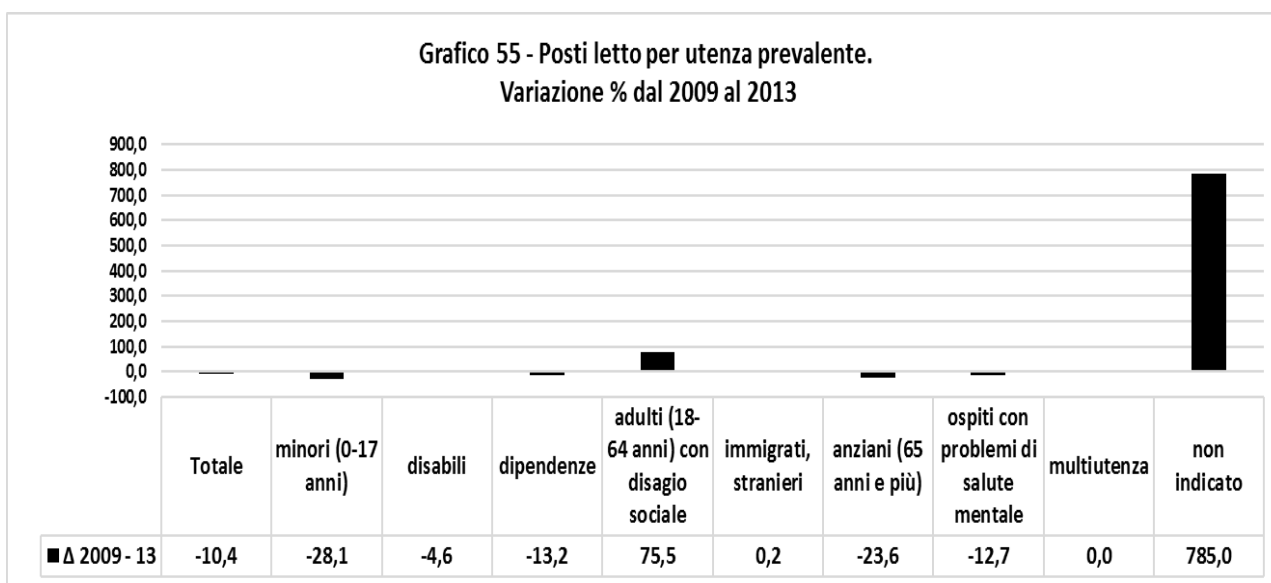 Grafico 55 - Posti letto per utenza prevalente.
Variazione % dal 2009 al 2013
900,0
800,0
700,0
600,0
500,0
400,0
300,0
200,0
100,0
0,0
-100,0
Totale
minori (0-17
anni)
disabili
dipendenze
adulti (18-
64 anni) con
disagio
sociale
immigrati,
stranieri
anziani (65
anni e più)
ospiti con
problemi di
salute
mentale
multiutenza
non
indicato
Δ 2009 - 13 -10,4 -28,1 -4,6 -13,2 75,5 0,2 -23,6 -12,7 0,0 785,0